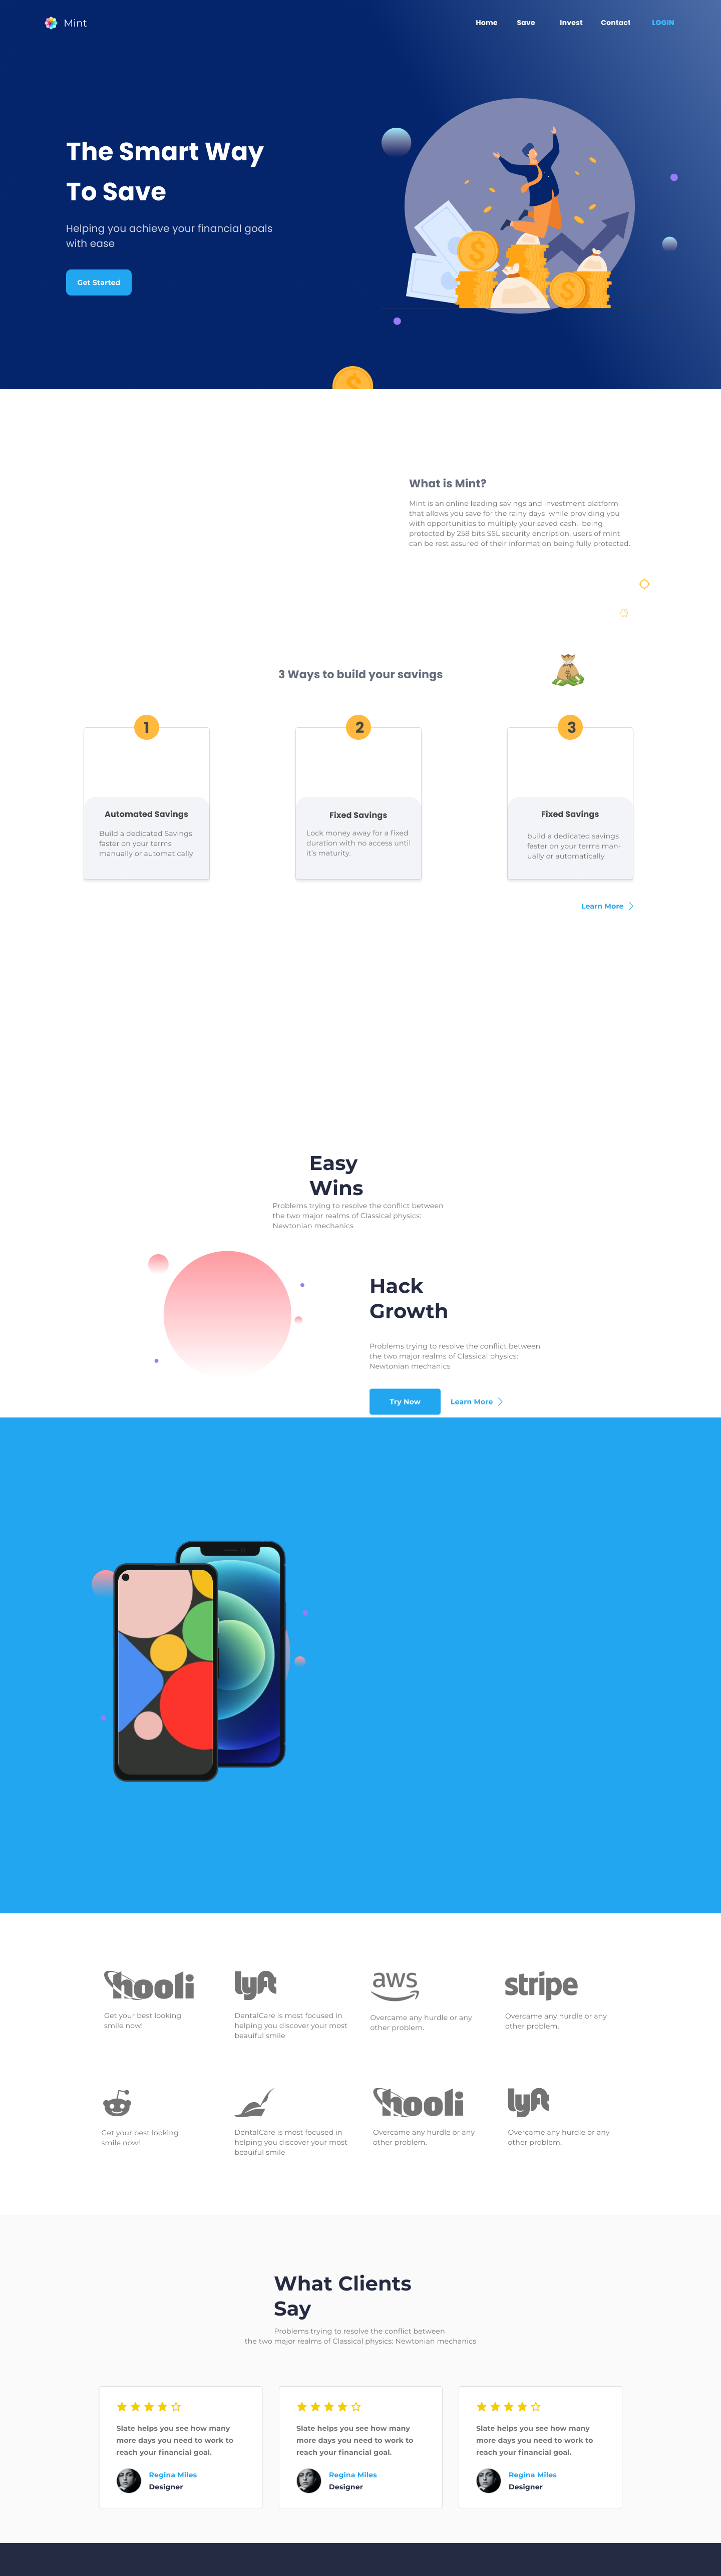 Mint
Home Save Invest Contact LOGIN
The Smart Way
To Save
Helping you achieve your financial goals
with ease
Get Started
What is Mint?
Mint is an online leading savings and investment platform
that allows you save for the rainy days while providing you
with opportunities to multiply your saved cash. being
protected by 258 bits SSL security encription, users of mint
can be rest assured of their information being fully protected.
3 Ways to build your savings
1
Automated Savings
Build a dedicated Savings
faster on your terms
manually or automatically
2
Fixed Savings
Lock money away for a fixed
duration with no access until
it's maturity.
3
Fixed Savings
build a dedicated savings
faster on your terms man-
ually or automatically
Learn More
Easy
Wins
Problems trying to resolve the conflict between
the two major realms of Classical physics:
Newtonian mechanics
Hack
Growth
Problems trying to resolve the conflict between
the two major realms of Classical physics:
Newtonian mechanics
Try Now
Learn More
hooli
Get your best looking
smile now!
lyft
DentalCare is most focused in
helping you discover your most
beauiful smile
aws
Overcame any hurdle or any
other problem.
stripe
Overcame any hurdle or any
other problem.
Get your best looking
smile now!
DentalCare is most focused in
helping you discover your most
beauiful smile
hooli
Overcame any hurdle or any
other problem.
lyft
Overcame any hurdle or any
other problem.
What Clients
Say
Problems trying to resolve the conflict between
the two major realms of Classical physics: Newtonian mechanics
Slate helps you see how many
more days you need to work to
reach your financial goal.
Regina Miles
Designer
Slate helps you see how many
more days you need to work to
reach your financial goal.
Regina Miles
Designer
Slate helps you see how many
more days you need to work to
reach your financial goal.
Regina Miles
Designer